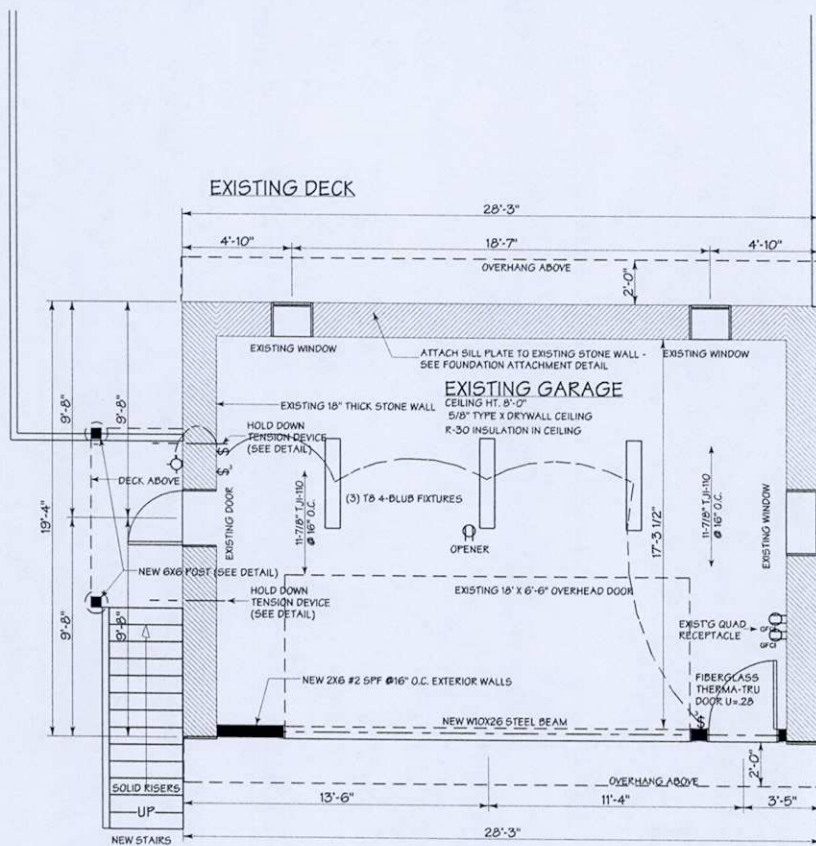 EXISTING DECK
28'-3"
4'-10"
18'-7"
4'-10"
OVERHANG ABOVE
2'-0"
EXISTING WINDOW
ATTACH SILL PLATE TO EXISTING STONE WALL -
SEE FOUNDATION ATTACHMENT DETAIL
EXISTING WINDOW
EXISTING GARAGE
CEILING HT. 8'-0"
5/8" TYPE X DRYWALL CEILING
R-30 INSULATION IN CEILING
EXISTING 18" THICK STONE WALL
9'-8"
9'-8"
HOLD DOWN
TENSION DEVICE
(SEE DETAIL)
DECK ABOVE
19'-4"
EXISTING DOOR
11-7/8" TJI-110
@ 16" O.C.
(3) T8 4-BLUB FIXTURES
OPENER
17'-3 1/2"
11-7/8" TJI-110
@ 16" O.C.
EXISTING WINDOW
NEW 6X6 POST (SEE DETAIL)
HOLD DOWN
TENSION DEVICE
(SEE DETAIL)
EXISTING 18' X 6'-6" OVERHEAD DOOR
9'-8"
9'-8"
EXIST'G QUAD
RECEPTACLE
GFCI
GFCI
NEW 2X6 #2 SPF @16" O.C. EXTERIOR WALLS
FIBERGLASS
THERMA-TRU
DOOR U=.28
NEW W10X26 STEEL BEAM
SOLID RISERS
UP
NEW STAIRS
OVERHANG ABOVE
2'-0"
13'-6"
11'-4"
3'-5"
28'-3"